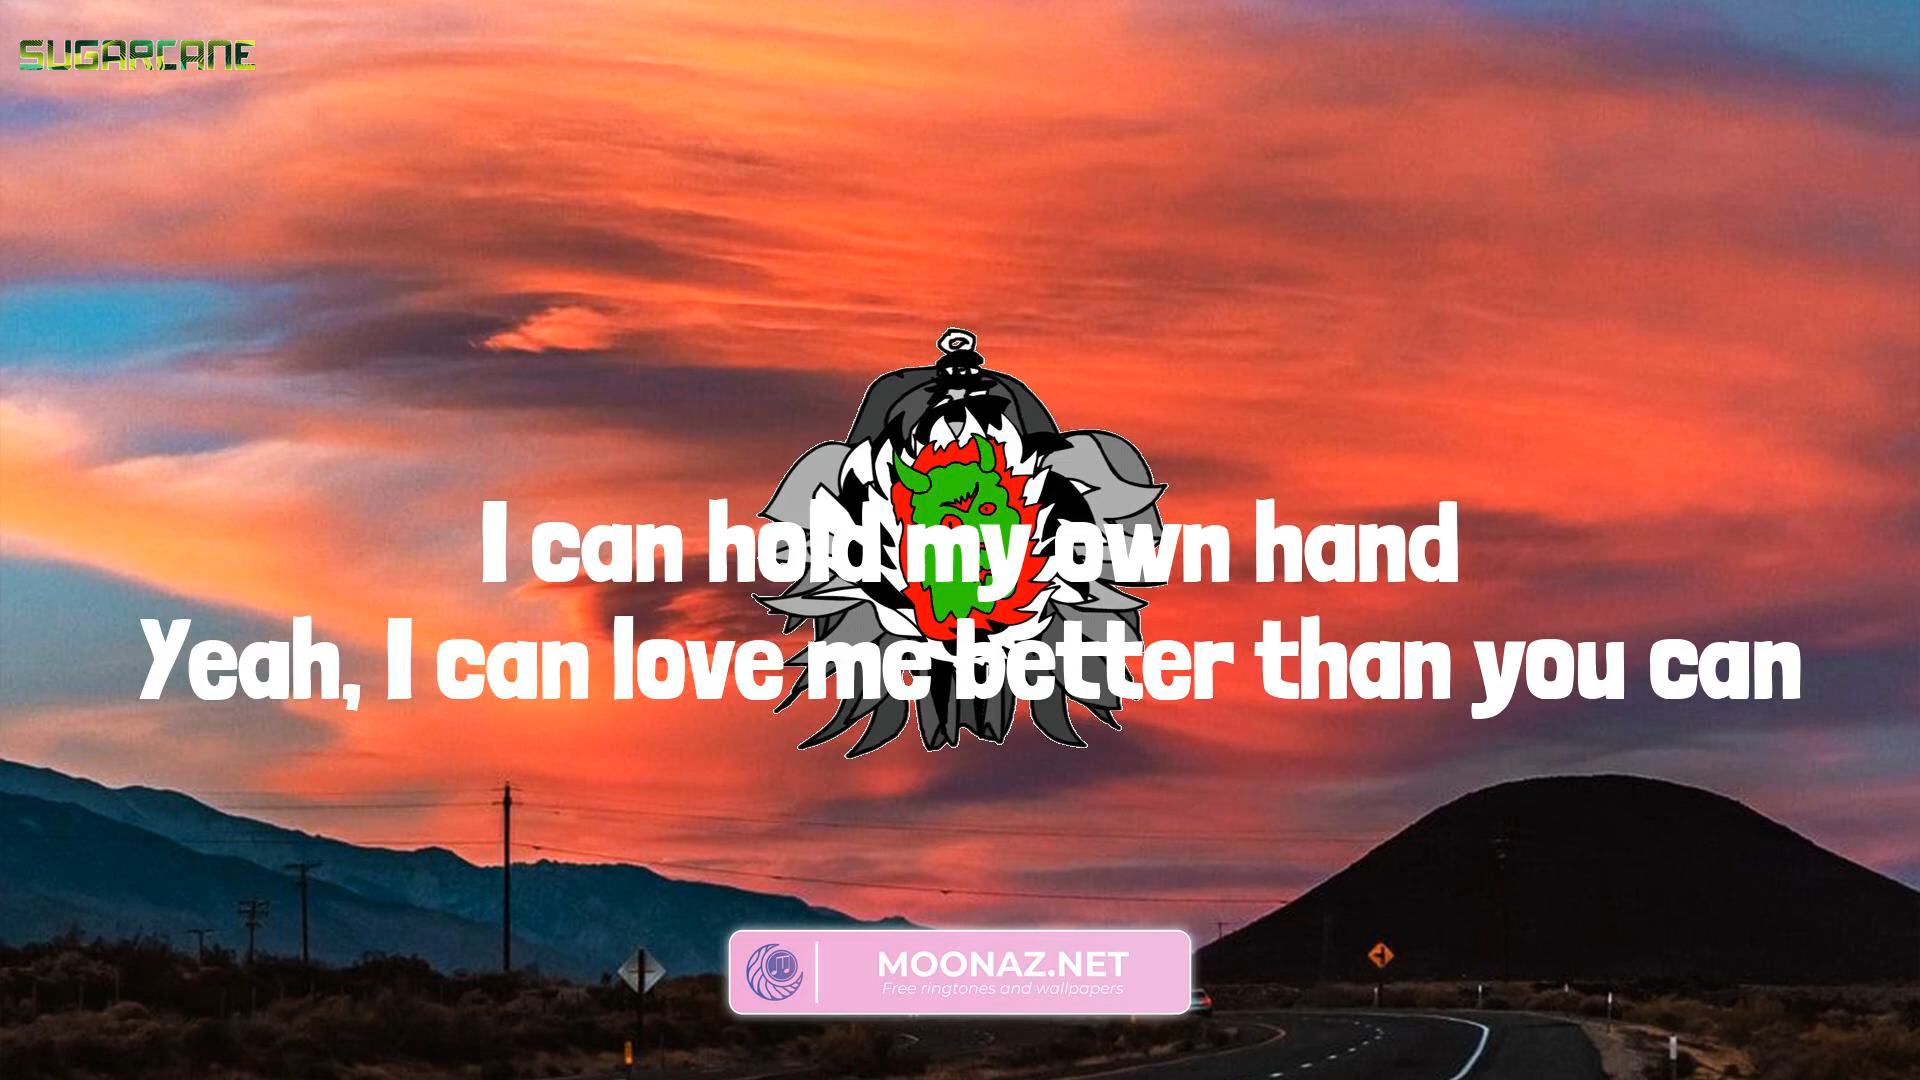 SUGARCANE
I can hold my own hand
Yeah, I can love me better than you can
MOONAZ.NET
Free ringtones and wallpapers